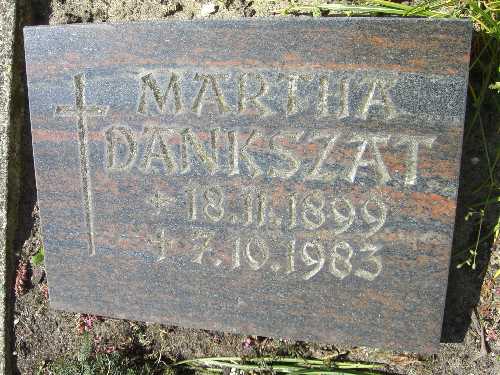 MARTHA
DANKSZAT
* 18.11.1899
† 7.10.1983